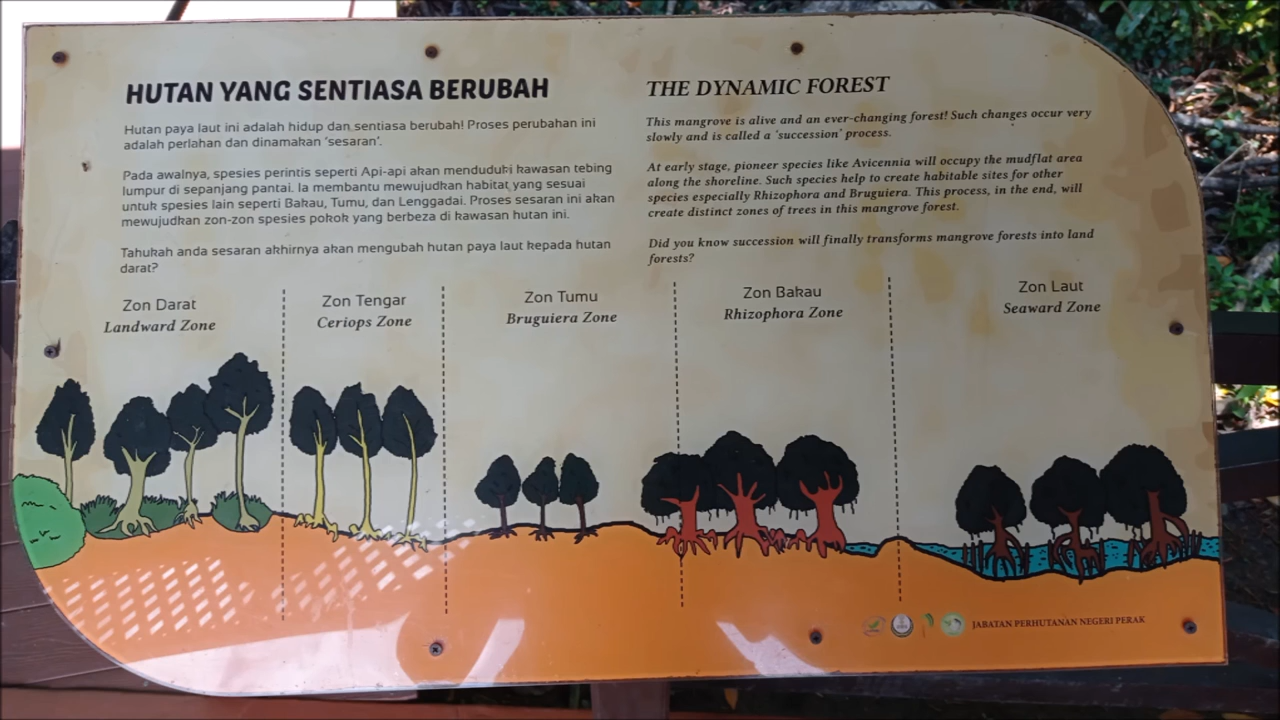 HUTAN YANG SENTIASA BERUBAH
Hutan paya laut ini adalah hidup dan sentiasa berubah! Proses perubahan ini
adalah perlahan dan dinamakan 'sesaran'.
Pada awalnya, spesies perintis seperti Api-api akan menduduki kawasan tebing
lumpur di sepanjang pantai. Ia membantu mewujudkan habitat yang sesuai
untuk spesies lain seperti Bakau, Tumu, dan Lenggadai. Proses sesaran ini akan
mewujudkan zon-zon spesies pokok yang berbeza di kawasan hutan ini.
Tahukah anda sesaran akhirnya akan mengubah hutan paya laut kepada hutan
darat?
THE DYNAMIC FOREST
This mangrove is alive and an ever-changing forest! Such changes occur very
slowly and is called a 'succession' process.
At early stage, pioneer species like Avicennia will occupy the mudflat area
along the shoreline. Such species help to create habitable sites for other
species especially Rhizophora and Bruguiera. This process, in the end, will
create distinct zones of trees in this mangrove forest.
Did you know succession will finally transforms mangrove forests into land
forests?
Zon Darat
Landward Zone
Zon Tengar
Ceriops Zone
Zon Tumu
Bruguiera Zone
Zon Bakau
Rhizophora Zone
Zon Laut
Seaward Zone
JABATAN PERHUTANAN NEGERI PERAK